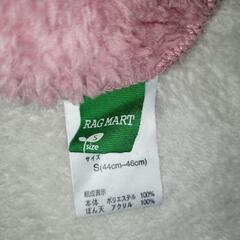 RAG MART
S
size
サイズ
S(44cm-46cm)
組成表示
本体 ポリエステル 100%
ぼん天 アクリル 100%